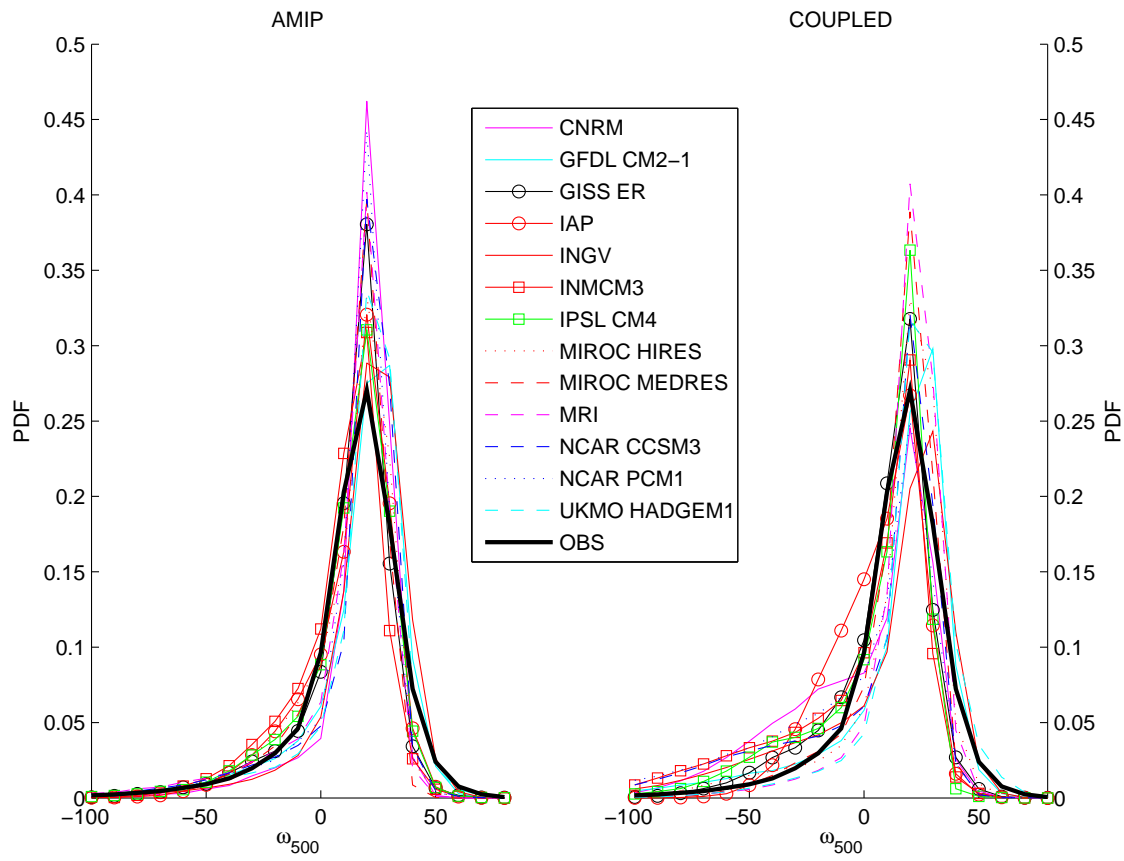 AMIP
COUPLED
0.5
0.45
0.4
0.35
0.3
0.25
0.2
0.15
0.1
0.05
0
PDF
−100
−50
0
50
ω500
CNRM
GFDL CM2−1
GISS ER
IAP
INGV
INMCM3
IPSL CM4
MIROC HIRES
MIROC MEDRES
MRI
NCAR CCSM3
NCAR PCM1
UKMO HADGEM1
OBS
0.5
0.45
0.4
0.35
0.3
0.25
0.2
0.15
0.1
0.05
0
PDF
−100
−50
0
50
ω500